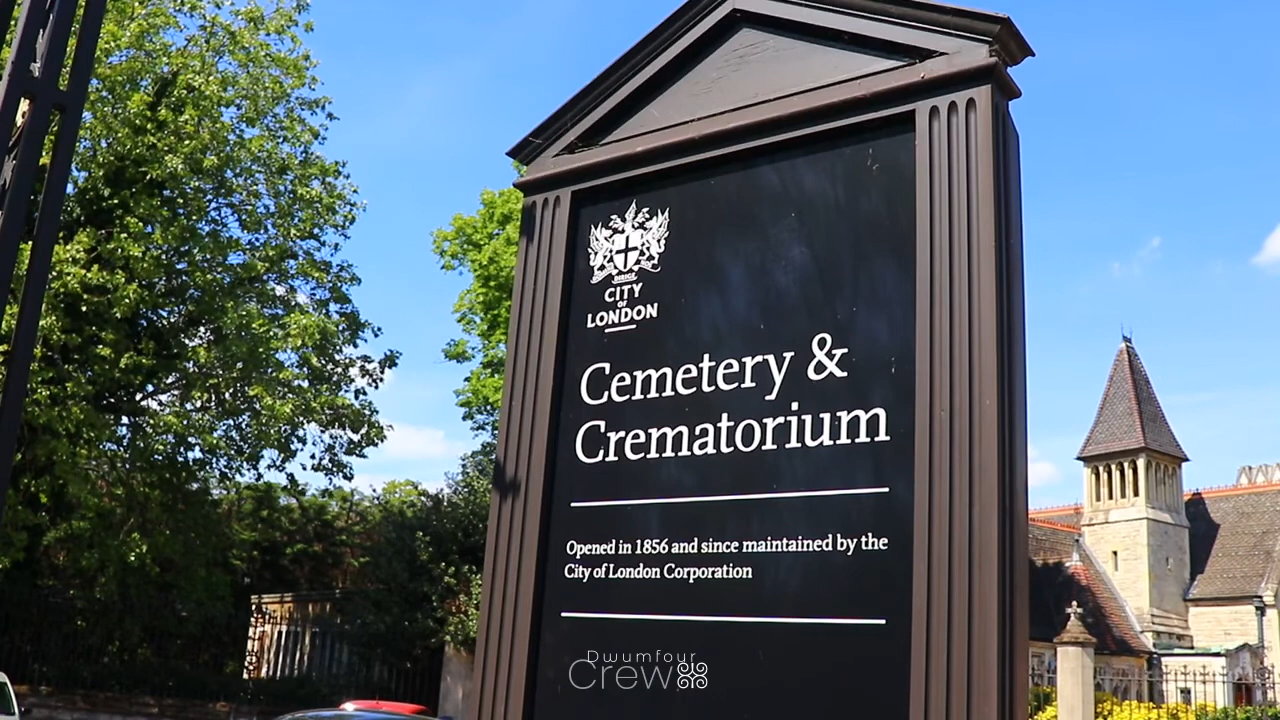 DIRIGE
CITY
OF
LONDON
Cemetery &
Crematorium
Opened in 1856 and since maintained by the
City of London Corporation
Dwumfour
Crew